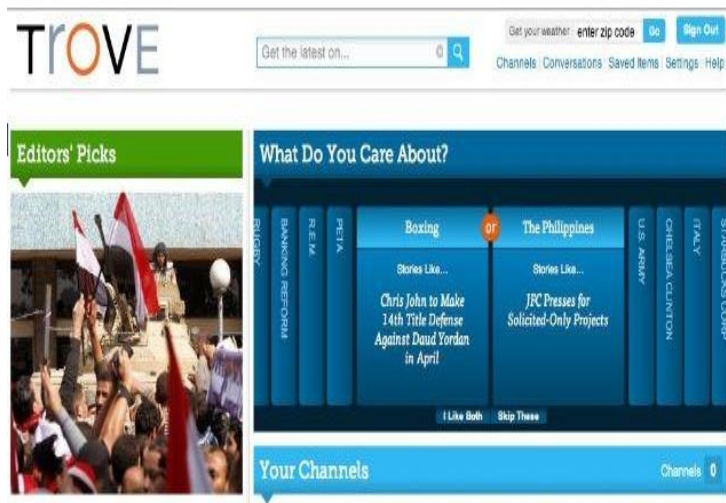 TrOVE
Get the latest on...
Get your weather enter zip code Go Sign Out
Channels Conversations Saved Items Settings Help
Editors' Picks
What Do You Care About?
RUGBY
BANKING REFORM
R.E.M
PETA
Boxing
Stories Like...
Chris John to Make
14th Title Defense
Against Daud Yordan
in April
or
The Philippines
Stories Like...
JFC Presses for
Solicited-Only Projects
U.S. ARMY
CHELSEA CLINTON
ITALY
I Like Both Skip These
Your Channels
Channels 0